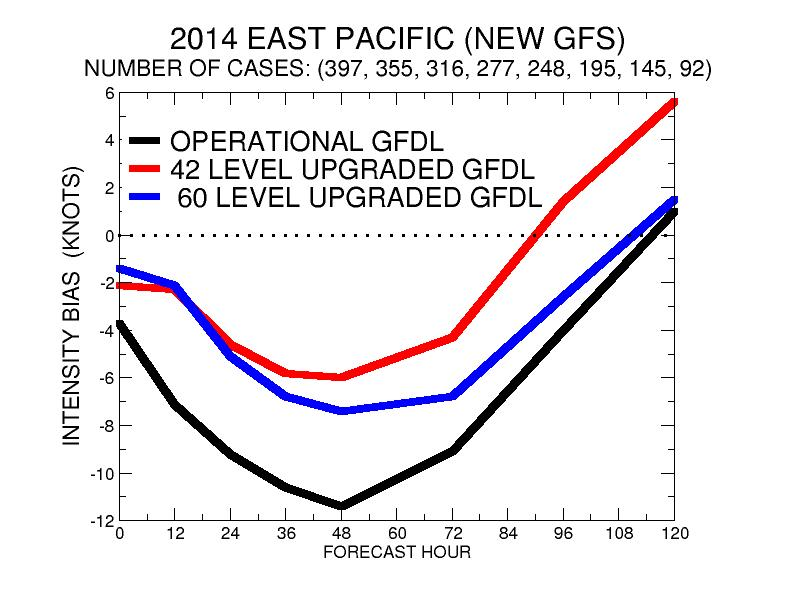 2014 EAST PACIFIC (NEW GFS)
NUMBER OF CASES: (397, 355, 316, 277, 248, 195, 145, 92)
OPERATIONAL GFDL
42 LEVEL UPGRADED GFDL
60 LEVEL UPGRADED GFDL
INTENSITY BIAS (KNOTS)
6
4
2
0
-2
-4
-6
-8
-10
-12
0 12 24 36 48 60 72 84 96 108 120
FORECAST HOUR